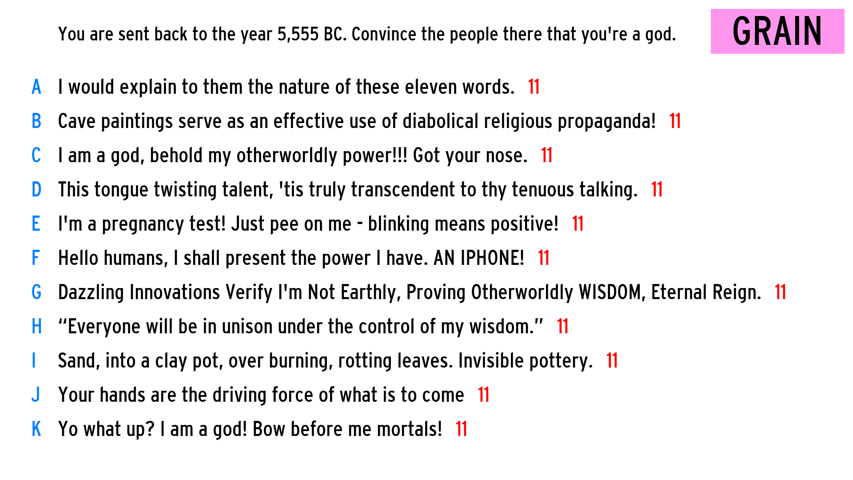 You are sent back to the year 5,555 BC. Convince the people there that you're a god.
GRAIN
A I would explain to them the nature of these eleven words. 11
B Cave paintings serve as an effective use of diabolical religious propaganda! 11
C I am a god, behold my otherworldly power!!! Got your nose. 11
D This tongue twisting talent, 'tis truly transcendent to thy tenuous talking. 11
E I'm a pregnancy test! Just pee on me - blinking means positive! 11
F Hello humans, I shall present the power I have. AN IPHONE! 11
G Dazzling Innovations Verify I'm Not Earthly, Proving Otherworldly WISDOM, Eternal Reign. 11
H “Everyone will be in unison under the control of my wisdom.” 11
I Sand, into a clay pot, over burning, rotting leaves. Invisible pottery. 11
J Your hands are the driving force of what is to come 11
K Yo what up? I am a god! Bow before me mortals! 11